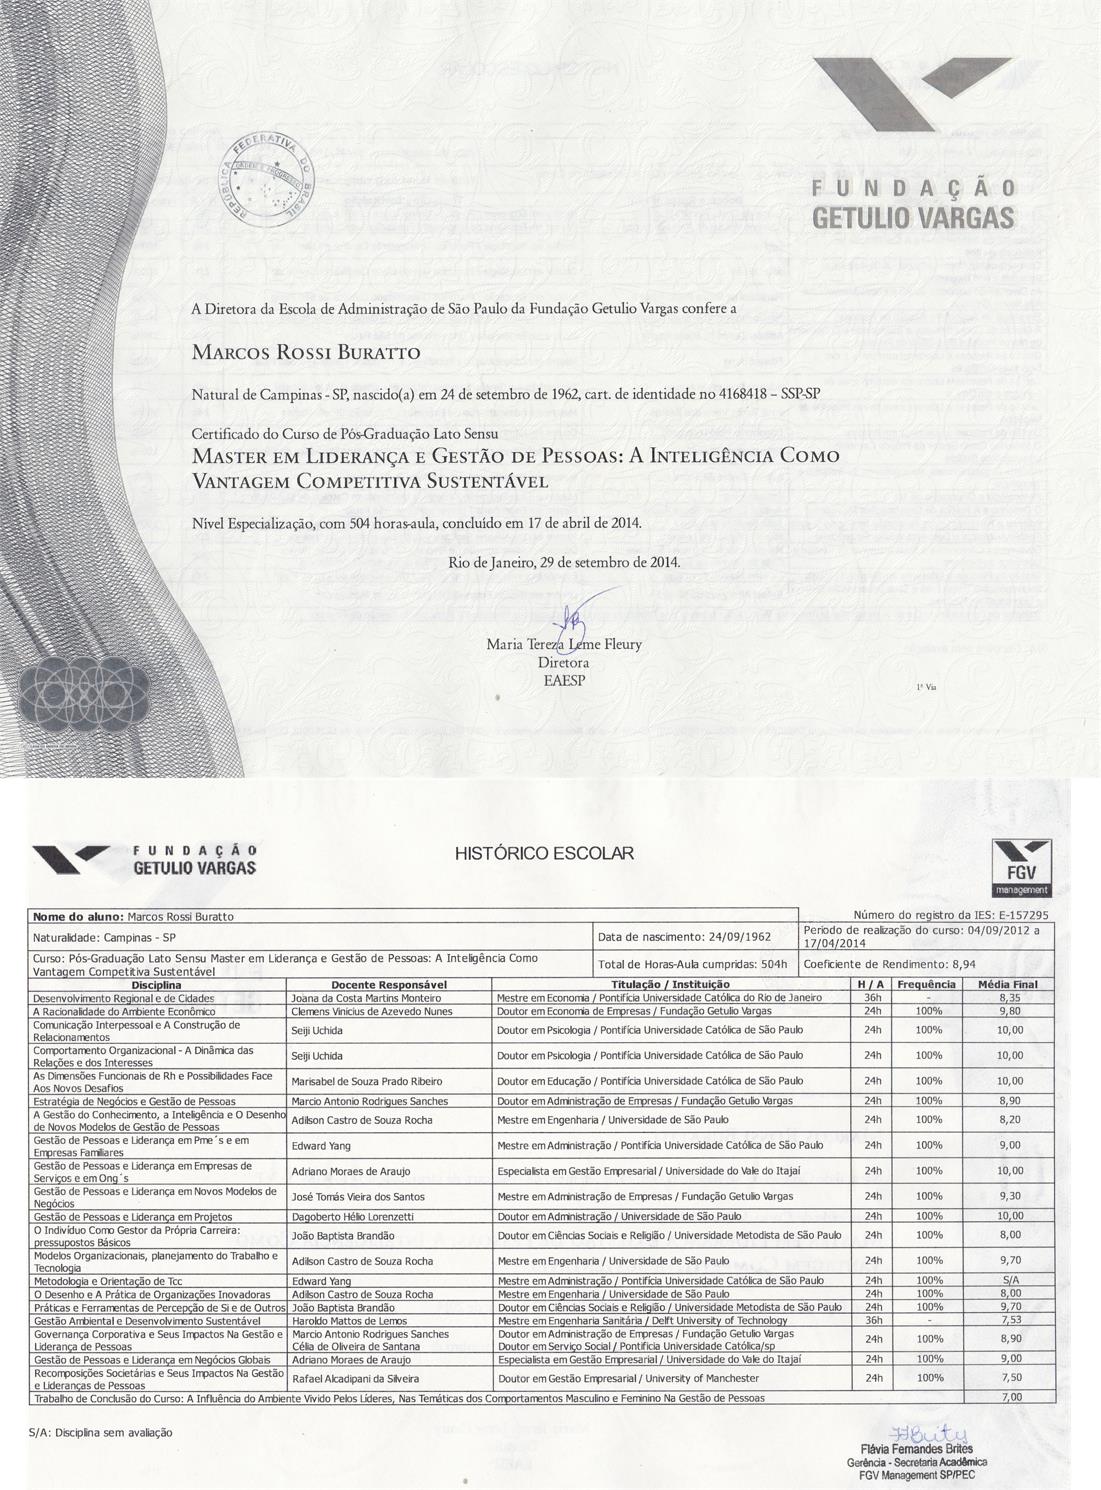 REPÚBLICA FEDERATIVA DO BRASIL
ORDEM E PROGRESSO
FUNDAÇÃO
GETULIO VARGAS
A Diretora da Escola de Administração de São Paulo da Fundação Getulio Vargas confere a
MARCOS ROSSI BURATTO
Natural de Campinas - SP, nascido(a) em 24 de setembro de 1962, cart. de identidade no 4168418 – SSP-SP
Certificado do Curso de Pós-Graduação Lato Sensu
MASTER EM LIDERANÇA E GESTÃO DE PESSOAS: A INTELIGÊNCIA COMO
VANTAGEM COMPETITIVA SUSTENTÁVEL
Nível Especialização, com 504 horas-aula, concluído em 17 de abril de 2014.
Rio de Janeiro, 29 de setembro de 2014.
Maria Tereza Leme Fleury
Diretora
EAESP
1ª Via
FUNDAÇÃO
GETULIO VARGAS
HISTÓRICO ESCOLAR
FGV
management
Nome do aluno: Marcos Rossi Buratto
Número do registro da IES: E-157295
Naturalidade: Campinas - SP
Data de nascimento: 24/09/1962
Período de realização do curso: 04/09/2012 a
17/04/2014
Curso: Pós-Graduação Lato Sensu Master em Liderança e Gestão de Pessoas: A Inteligência Como
Vantagem Competitiva Sustentável
Total de Horas-Aula cumpridas: 504h
Coeficiente de Rendimento: 8,94
Disciplina Docente Responsável Titulação / Instituição H / A Frequência Média Final
Desenvolvimento Regional e de Cidades Joana da Costa Martins Monteiro Mestre em Economia / Pontifícia Universidade Católica do Rio de Janeiro 36h - 8,35
A Racionalidade do Ambiente Econômico Clemens Vinicius de Azevedo Nunes Doutor em Economia de Empresas / Fundação Getulio Vargas 24h 100% 9,80
Comunicação Interpessoal e A Construção de
Relacionamentos Seiji Uchida Doutor em Psicologia / Pontifícia Universidade Católica de São Paulo 24h 100% 10,00
Comportamento Organizacional - A Dinâmica das
Relações e dos Interesses Seiji Uchida Doutor em Psicologia / Pontifícia Universidade Católica de São Paulo 24h 100% 10,00
As Dimensões Funcionais de Rh e Possibilidades Face
Aos Novos Desafios Marisabel de Souza Prado Ribeiro Doutor em Educação / Pontifícia Universidade Católica de São Paulo 24h 100% 10,00
Estratégia de Negócios e Gestão de Pessoas Marcio Antonio Rodrigues Sanches Doutor em Administração de Empresas / Fundação Getulio Vargas 24h 100% 8,90
A Gestão do Conhecimento, a Inteligência e O Desenho
de Novos Modelos de Gestão de Pessoas Adilson Castro de Souza Rocha Mestre em Engenharia / Universidade de São Paulo 24h 100% 8,20
Gestão de Pessoas e Liderança em Pme´s e em
Empresas Familiares Edward Yang Mestre em Administração / Pontifícia Universidade Católica de São Paulo 24h 100% 9,00
Gestão de Pessoas e Liderança em Empresas de
Serviços e em Ong´s Adriano Moraes de Araujo Especialista em Gestão Empresarial / Universidade do Vale do Itajaí 24h 100% 10,00
Gestão de Pessoas e Liderança em Novos Modelos de
Negócios José Tomás Vieira dos Santos Mestre em Administração de Empresas / Fundação Getulio Vargas 24h 100% 9,30
Gestão de Pessoas e Liderança em Projetos Dagoberto Hélio Lorenzetti Doutor em Administração / Universidade de São Paulo 24h 100% 10,00
O Indivíduo Como Gestor da Própria Carreira:
pressupostos Básicos João Baptista Brandão Doutor em Ciências Sociais e Religião / Universidade Metodista de São Paulo 24h 100% 8,00
Modelos Organizacionais, planejamento do Trabalho e
Tecnologia Adilson Castro de Souza Rocha Mestre em Engenharia / Universidade de São Paulo 24h 100% 9,70
Metodologia e Orientação de Tcc Edward Yang Mestre em Administração / Pontifícia Universidade Católica de São Paulo 24h 100% S/A
O Desenho e A Prática de Organizações Inovadoras Adilson Castro de Souza Rocha Mestre em Engenharia / Universidade de São Paulo 24h 100% 8,00
Práticas e Ferramentas de Percepção de Si e de Outros João Baptista Brandão Doutor em Ciências Sociais e Religião / Universidade Metodista de São Paulo 24h 100% 9,70
Gestão Ambiental e Desenvolvimento Sustentável Haroldo Mattos de Lemos Mestre em Engenharia Sanitária / Delft University of Technology 36h - 7,53
Governança Corporativa e Seus Impactos Na Gestão e Marcio Antonio Rodrigues Sanches Doutor em Administração de Empresas / Fundação Getulio Vargas
Liderança de Pessoas Célia de Oliveira de Santana Doutor em Serviço Social / Pontifícia Universidade Católica/sp 24h 100% 8,90
Gestão de Pessoas e Liderança em Negócios Globais Adriano Moraes de Araujo Especialista em Gestão Empresarial / Universidade do Vale do Itajaí 24h 100% 9,00
Recomposições Societárias e Seus Impactos Na Gestão
e Lideranças de Pessoas Rafael Alcadipani da Silveira Doutor em Gestão Empresarial / University of Manchester 24h 100% 7,50
Trabalho de Conclusão do Curso: A Influência do Ambiente Vivido Pelos Líderes, Nas Temáticas dos Comportamentos Masculino e Feminino Na Gestão de Pessoas 7,00
S/A: Disciplina sem avaliação
Flávia Fernandes Brites
Gerência - Secretaria Acadêmica
FGV Management SP/PEC